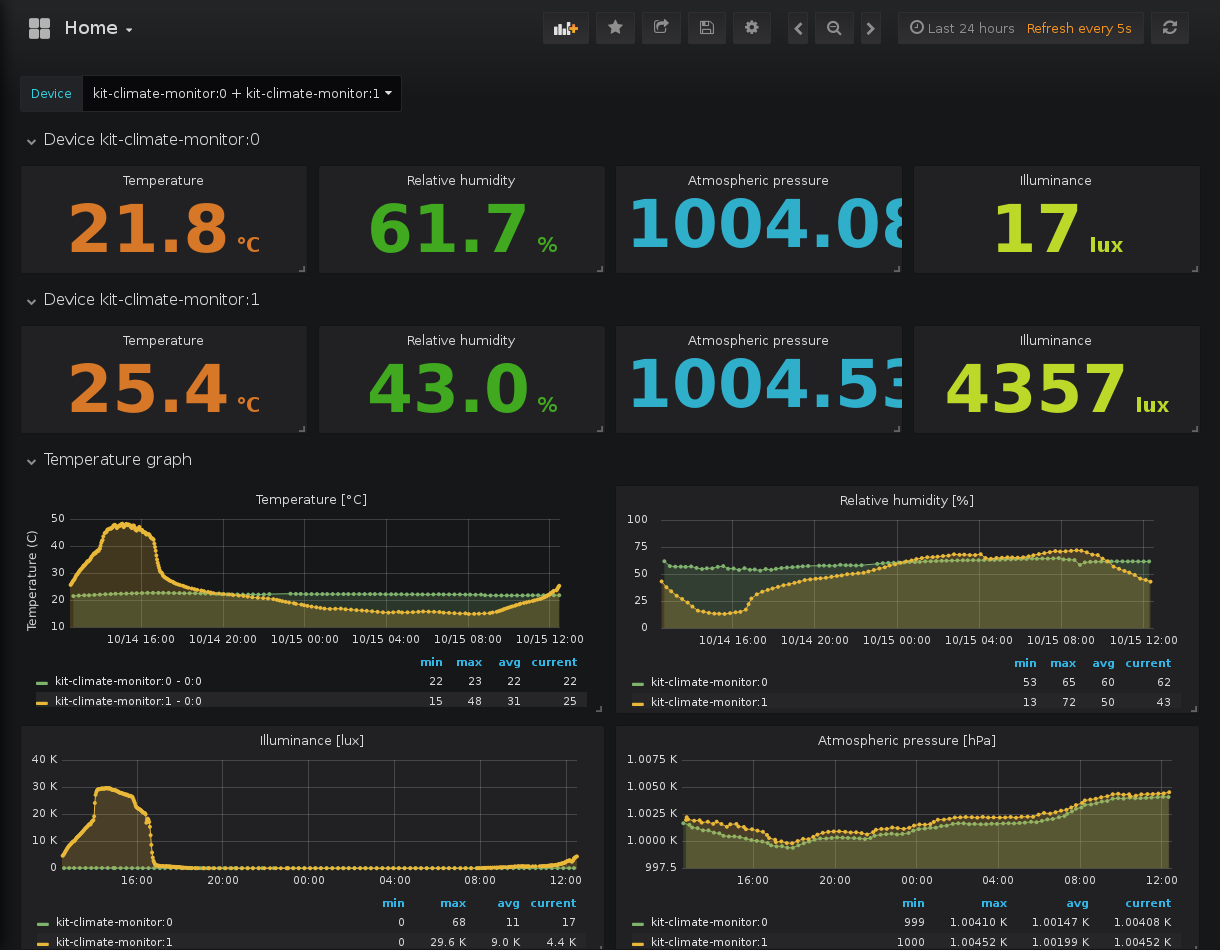 Home
Last 24 hours Refresh every 5s
Device kit-climate-monitor:0 + kit-climate-monitor:1
Device kit-climate-monitor:0
Temperature Relative humidity Atmospheric pressure Illuminance
21.8 °C 61.7 % 1004.08 17 lux
Device kit-climate-monitor:1
Temperature Relative humidity Atmospheric pressure Illuminance
25.4 °C 43.0 % 1004.53 4357 lux
Temperature graph
Temperature [°C]
Temperature (C)
50
40
30
20
10
10/14 16:00 10/14 20:00 10/15 00:00 10/15 04:00 10/15 08:00 10/15 12:00
min max avg current
kit-climate-monitor:0 - 0:0 22 23 22 22
kit-climate-monitor:1 - 0:0 15 48 31 25
Relative humidity [%]
100
75
50
25
0
10/14 16:00 10/14 20:00 10/15 00:00 10/15 04:00 10/15 08:00 10/15 12:00
min max avg current
kit-climate-monitor:0 53 65 60 62
kit-climate-monitor:1 13 72 50 43
Illuminance [lux]
40 K
30 K
20 K
10 K
0
16:00 20:00 00:00 04:00 08:00 12:00
min max avg current
kit-climate-monitor:0 0 68 11 17
kit-climate-monitor:1 0 29.6 K 9.0 K 4.4 K
Atmospheric pressure [hPa]
1.0075 K
1.0050 K
1.0025 K
1.0000 K
997.5
16:00 20:00 00:00 04:00 08:00 12:00
min max avg current
kit-climate-monitor:0 999 1.00410 K 1.00147 K 1.00408 K
kit-climate-monitor:1 1000 1.00452 K 1.00199 K 1.00452 K